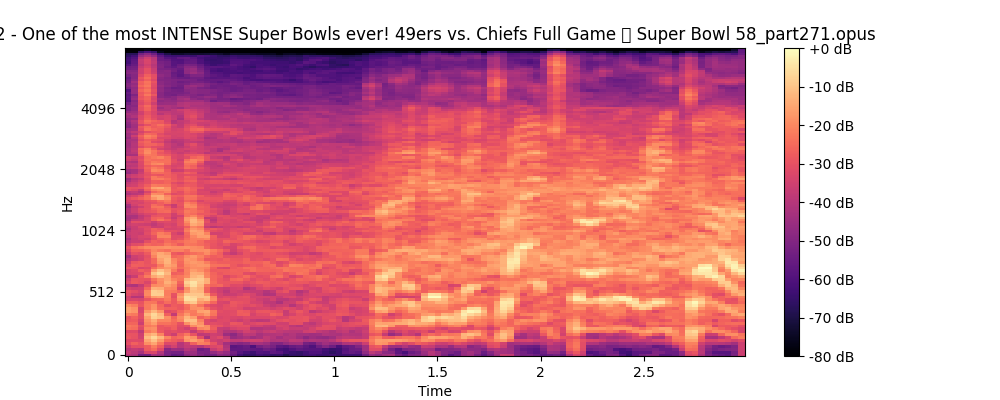 2 - One of the most INTENSE Super Bowls ever! 49ers vs. Chiefs Full Game Super Bowl 58_part271.opus
+0 dB
4096
-10 dB
-20 dB
2048
-30 dB
Hz
-40 dB
1024
-50 dB
512
-60 dB
-70 dB
0
-80 dB
0
0.5
1
1.5
2
2.5
Time